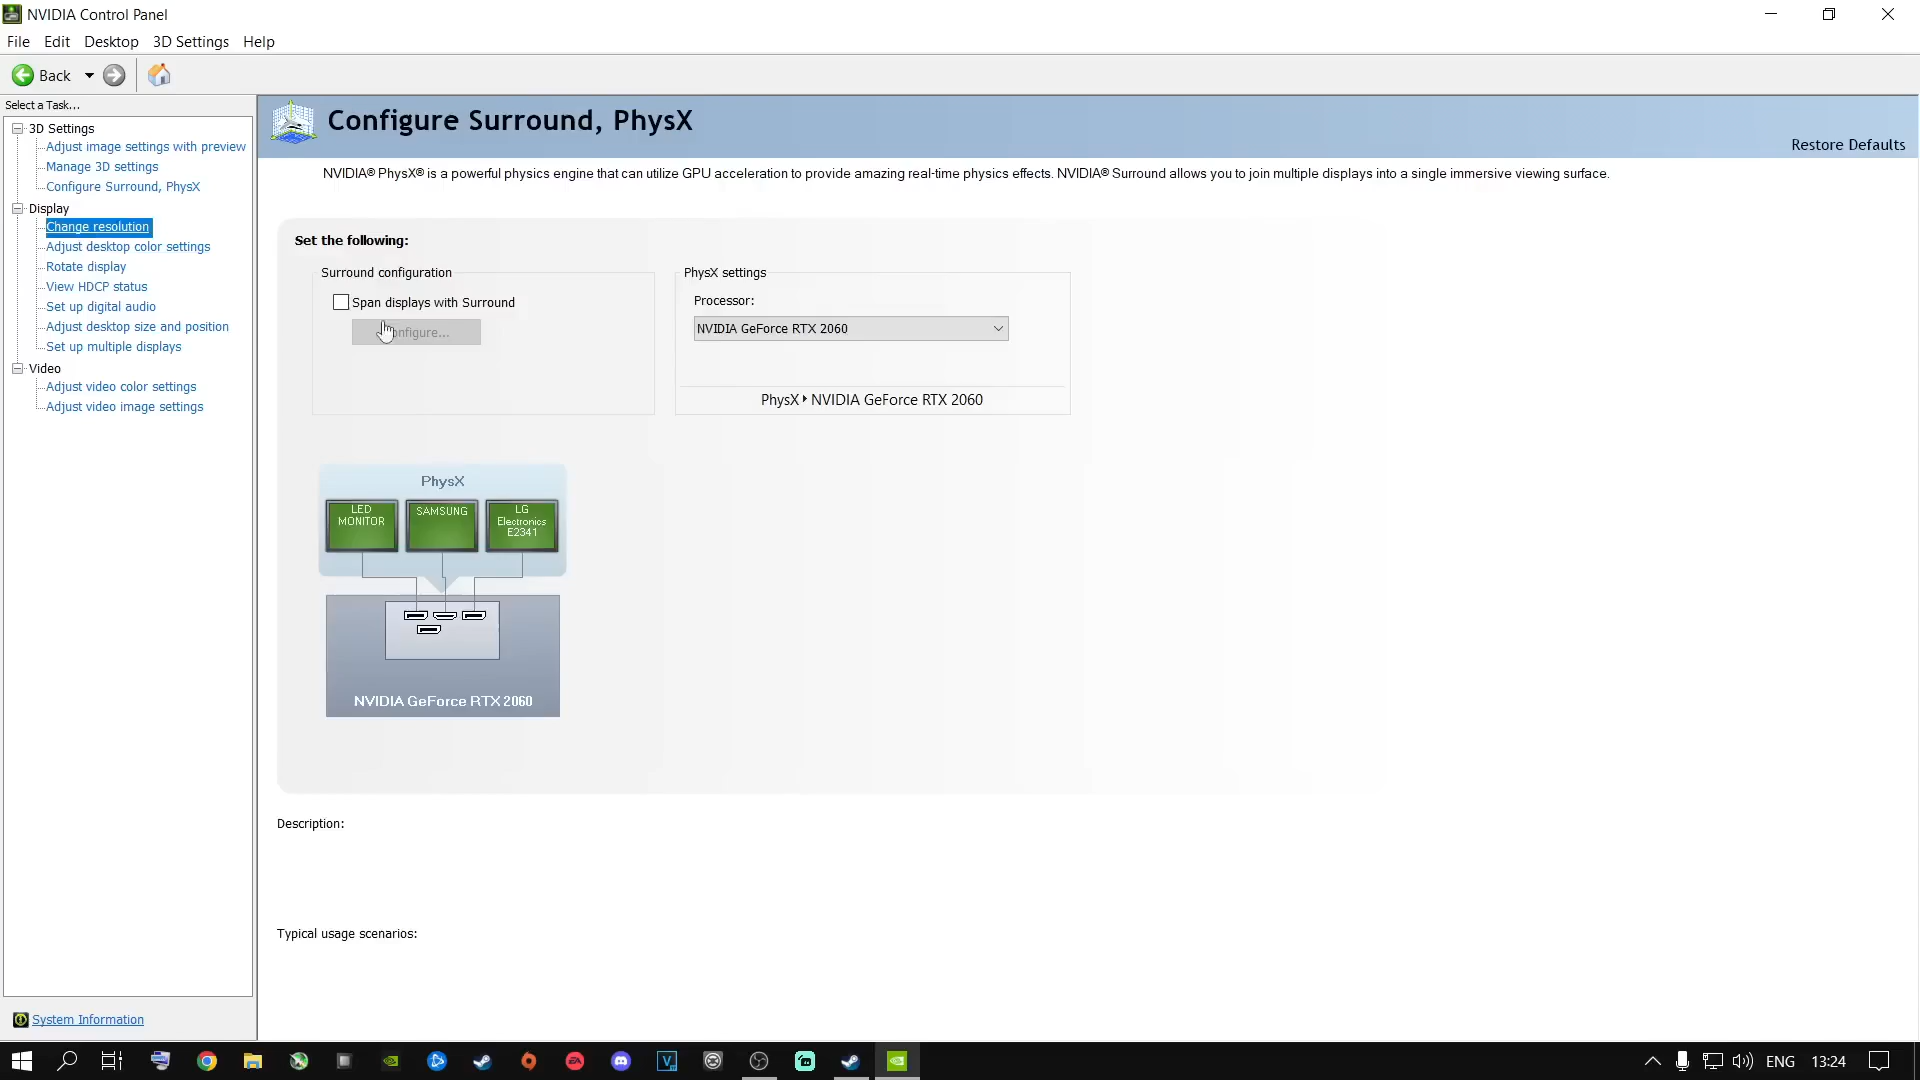 NVIDIA Control Panel
File Edit Desktop 3D Settings Help
Back
Select a Task...
3D Settings
Adjust image settings with preview
Manage 3D settings
Configure Surround, PhysX
Display
Change resolution
Adjust desktop color settings
Rotate display
View HDCP status
Set up digital audio
Adjust desktop size and position
Set up multiple displays
Video
Adjust video color settings
Adjust video image settings
System Information
Configure Surround, PhysX
Restore Defaults
NVIDIA® PhysX® is a powerful physics engine that can utilize GPU acceleration to provide amazing real-time physics effects. NVIDIA® Surround allows you to join multiple displays into a single immersive viewing surface.
Set the following:
Surround configuration
Span displays with Surround
PhysX settings
Processor:
NVIDIA GeForce RTX 2060
PhysX NVIDIA GeForce RTX 2060
PhysX
LED
MONITOR
SAMSUNG
LG
Electronics
E2341
NVIDIA GeForce RTX 2060
Description:
Typical usage scenarios:
ENG 13:24